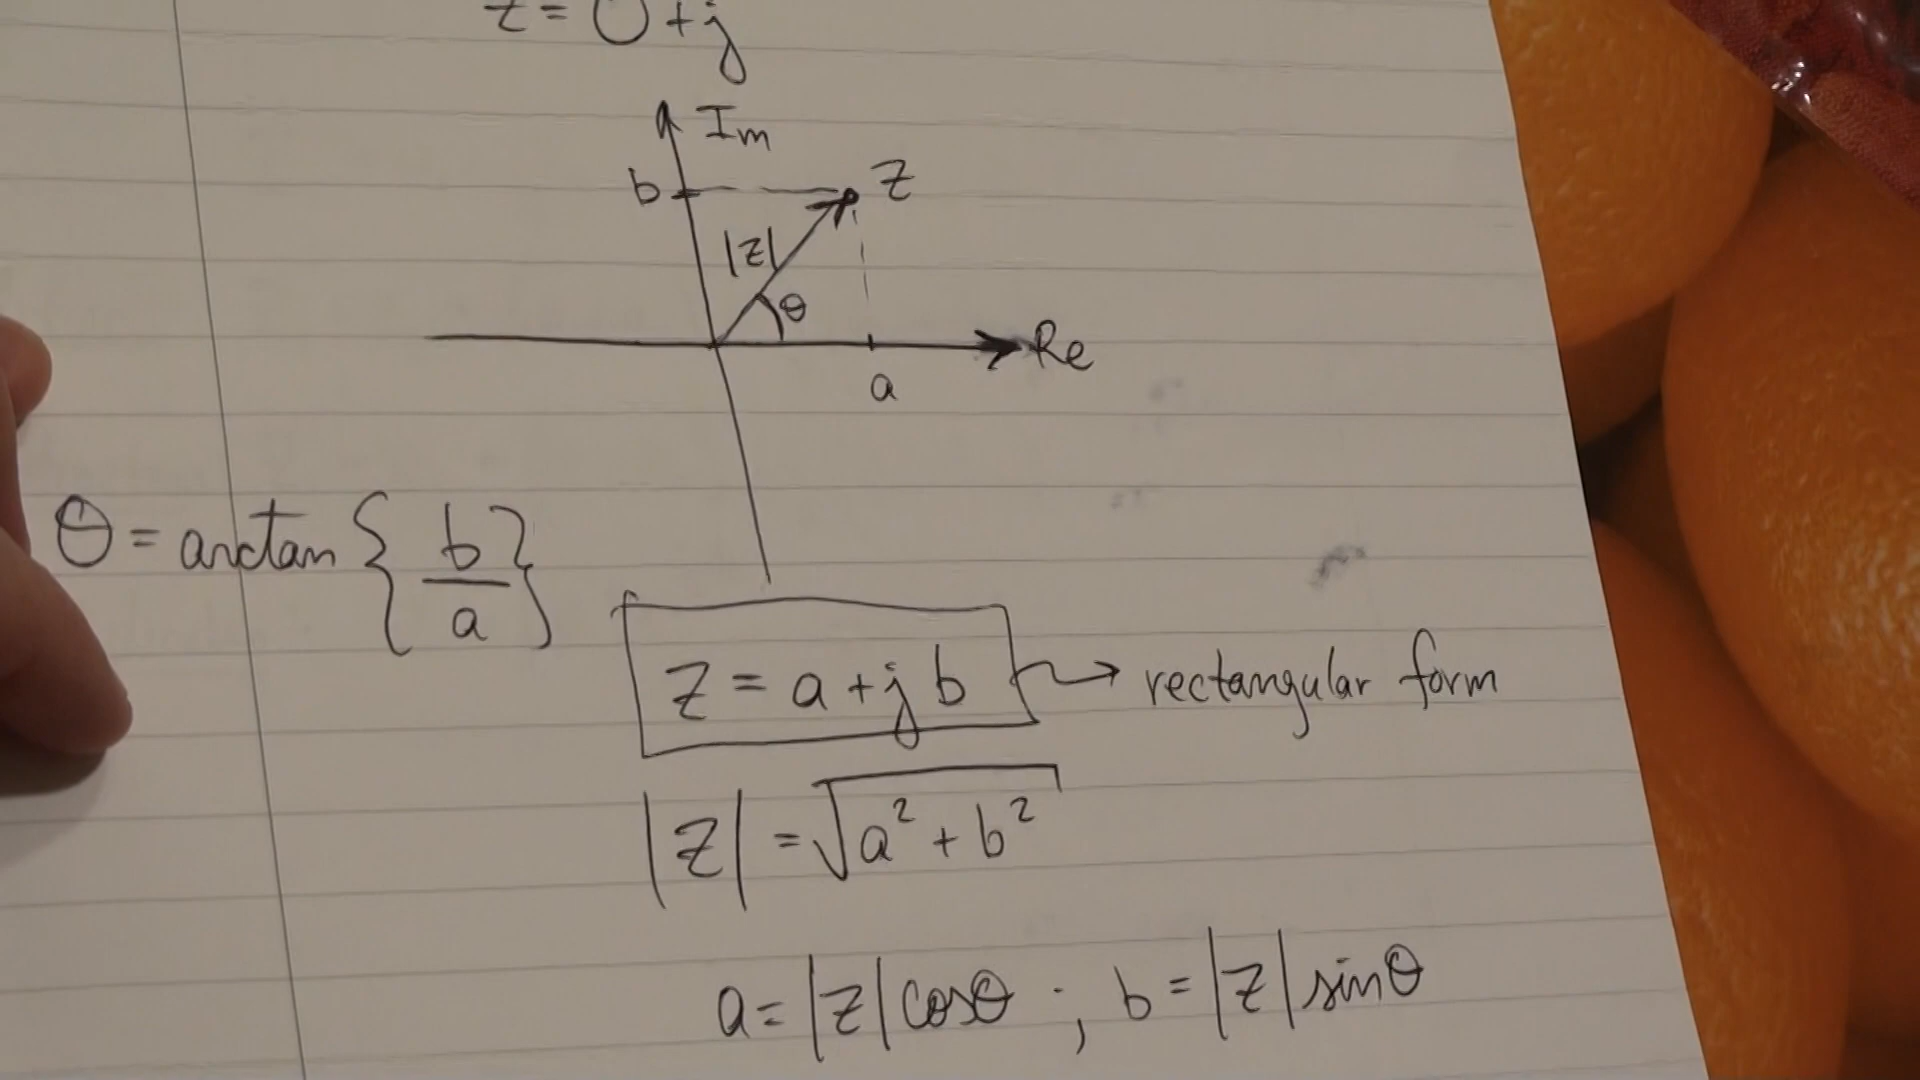 z = 0 + j
Im
b
z
|z|
θ
Re
a
θ = arctan { b/a }
z = a + j b → rectangular form
|z| = √(a² + b²)
a = |z| cosθ ; b = |z| sinθ